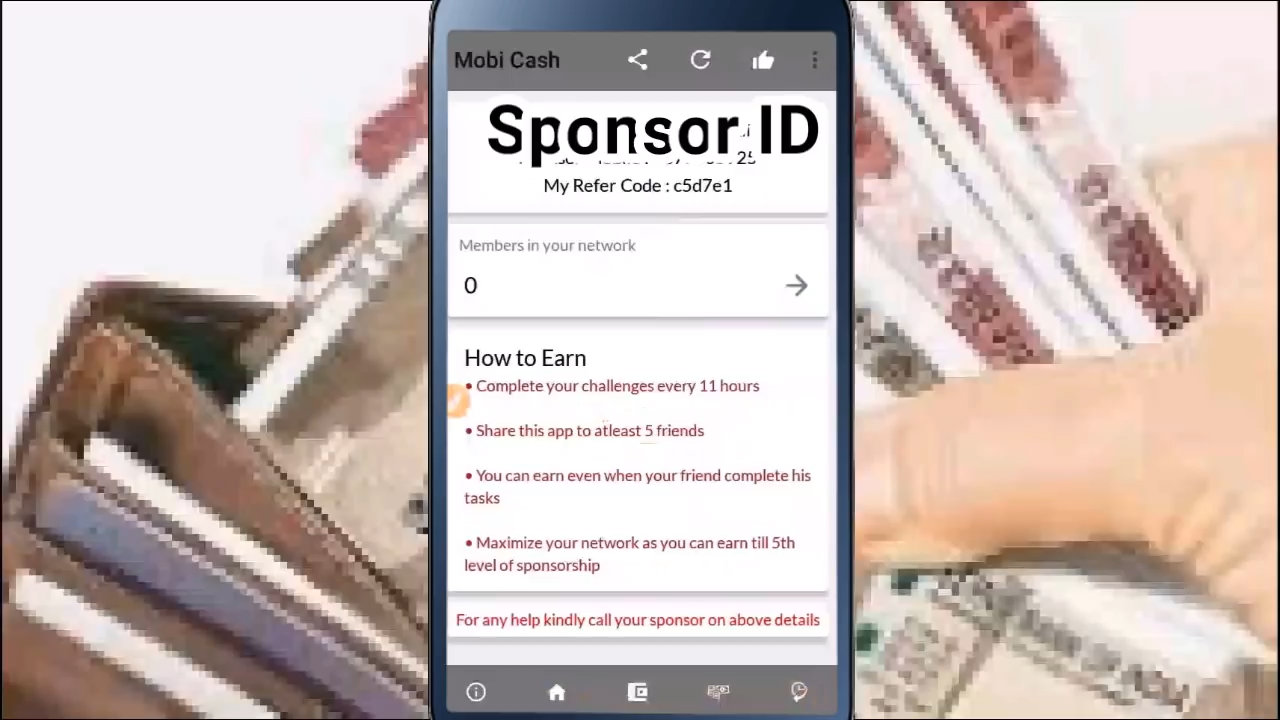 Mobi Cash
Sponsor ID
My Refer Code : c5d7e1
Members in your network
0
How to Earn
• Complete your challenges every 11 hours
• Share this app to atleast 5 friends
• You can earn even when your friend complete his
tasks
• Maximize your network as you can earn till 5th
level of sponsorship
For any help kindly call your sponsor on above details